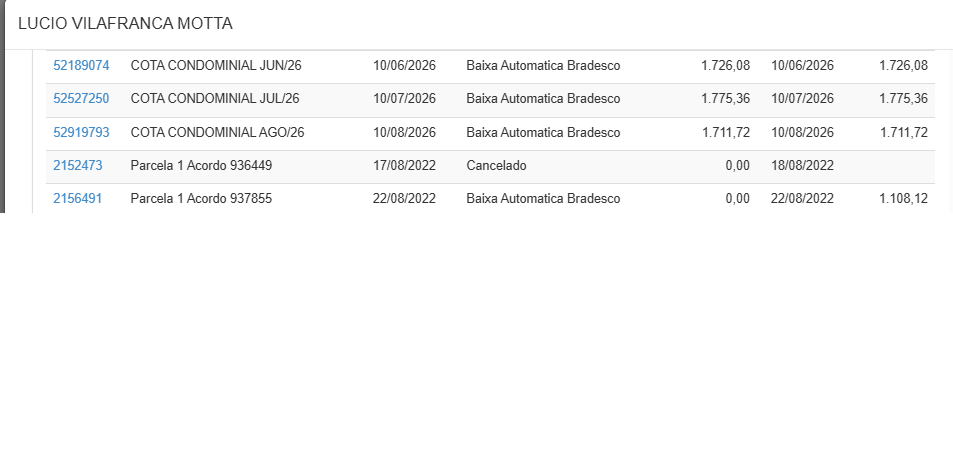 LUCIO VILAFRANCA MOTTA
52189074 COTA CONDOMINIAL JUN/26 10/06/2026 Baixa Automatica Bradesco 1.726,08 10/06/2026 1.726,08
52527250 COTA CONDOMINIAL JUL/26 10/07/2026 Baixa Automatica Bradesco 1.775,36 10/07/2026 1.775,36
52919793 COTA CONDOMINIAL AGO/26 10/08/2026 Baixa Automatica Bradesco 1.711,72 10/08/2026 1.711,72
2152473 Parcela 1 Acordo 936449 17/08/2022 Cancelado 0,00 18/08/2022
2156491 Parcela 1 Acordo 937855 22/08/2022 Baixa Automatica Bradesco 0,00 22/08/2022 1.108,12